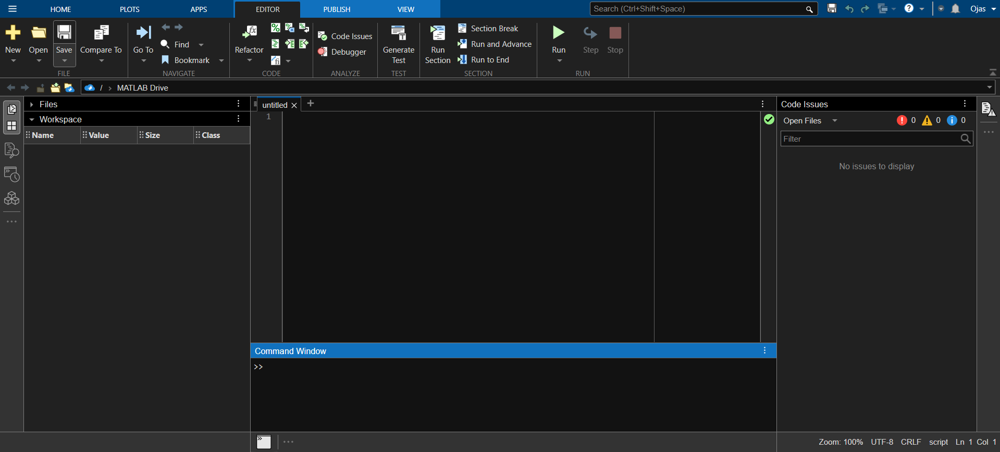 HOME PLOTS APPS EDITOR PUBLISH VIEW Search (Ctrl+Shift+Space) Ojas
New Open Save Compare To Go To Find Bookmark Refactor Code Issues Debugger Generate Test Run Section Section Break Run and Advance Run to End Run Step Stop
FILE NAVIGATE CODE ANALYZE TEST SECTION RUN
/ › MATLAB Drive
Files
Workspace
Name Value Size Class
untitled × +
1
Code Issues
Open Files 0 0 0
Filter
No issues to display
Command Window
>>
Zoom: 100% UTF-8 CRLF script Ln 1 Col 1